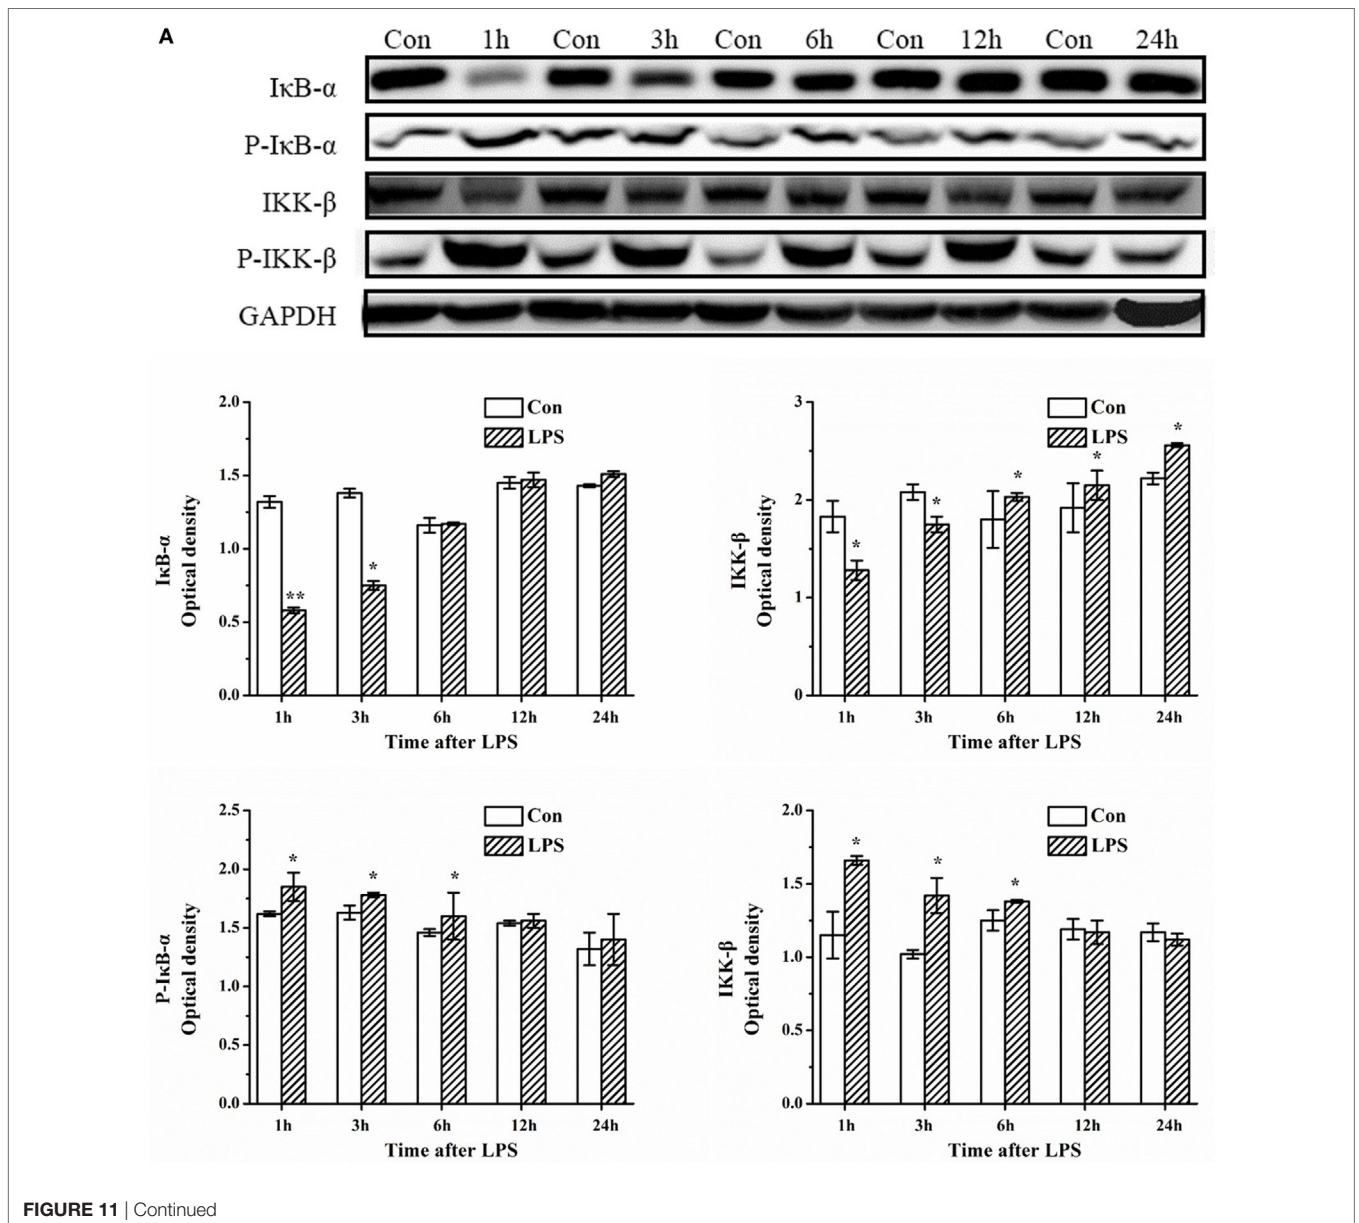 A
Con 1h Con 3h Con 6h Con 12h Con 24h
IκB-α
P-IκB-α
IKK-β
P-IKK-β
GAPDH
2.0
1.5
1.0
0.5
0.0
IκB-α
Optical density
Con
LPS
**
*
1h 3h 6h 12h 24h
Time after LPS
3
2
1
0
IKK-β
Optical density
Con
LPS
*
*
*
*
*
1h 3h 6h 12h 24h
Time after LPS
2.5
2.0
1.5
1.0
0.5
0.0
P-IκB-α
Optical density
Con
LPS
*
*
*
1h 3h 6h 12h 24h
Time after LPS
2.0
1.5
1.0
0.5
0.0
IKK-β
Optical density
Con
LPS
*
*
*
1h 3h 6h 12h 24h
Time after LPS
FIGURE 11 | Continued